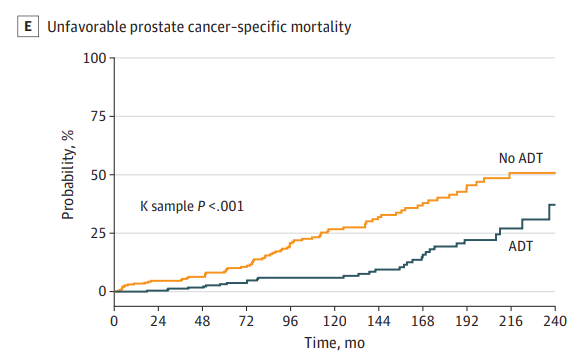 E Unfavorable prostate cancer-specific mortality
100
75
50
25
0
Probability, %
No ADT
K sample P <.001
ADT
0 24 48 72 96 120 144 168 192 216 240
Time, mo